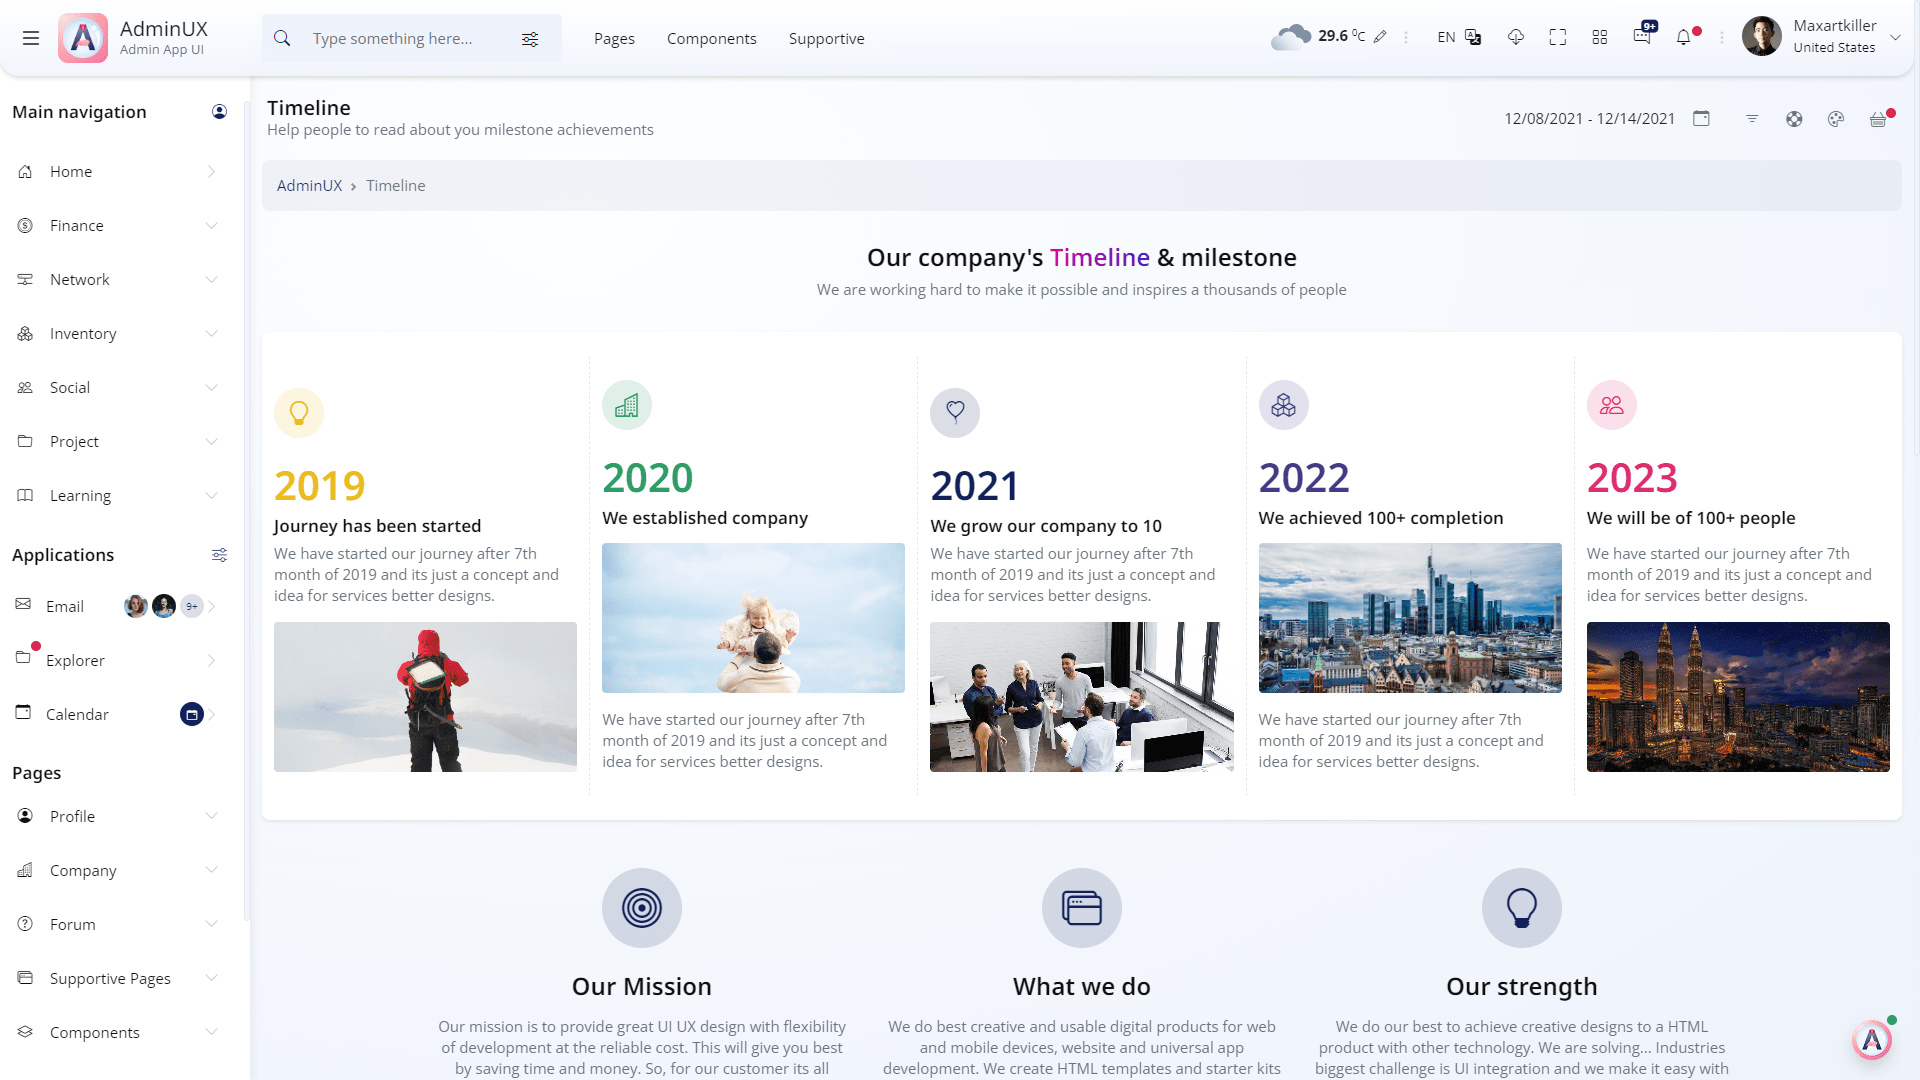 AdminUX
Admin App UI
Type something here...
Pages
Components
Supportive
29.6 °C
EN
9+
Maxartkiller
United States
Main navigation
Home
Finance
Network
Inventory
Social
Project
Learning
Applications
Email
9+
Explorer
Calendar
Pages
Profile
Company
Forum
Supportive Pages
Components
Timeline
Help people to read about you milestone achievements
12/08/2021 - 12/14/2021
AdminUX › Timeline
Our company's Timeline & milestone
We are working hard to make it possible and inspires a thousands of people
2019
Journey has been started
We have started our journey after 7th
month of 2019 and its just a concept and
idea for services better designs.
2020
We established company
We have started our journey after 7th
month of 2019 and its just a concept and
idea for services better designs.
2021
We grow our company to 10
We have started our journey after 7th
month of 2019 and its just a concept and
idea for services better designs.
2022
We achieved 100+ completion
We have started our journey after 7th
month of 2019 and its just a concept and
idea for services better designs.
2023
We will be of 100+ people
We have started our journey after 7th
month of 2019 and its just a concept and
idea for services better designs.
Our Mission
Our mission is to provide great UI UX design with flexibility
of development at the reliable cost. This will give you best
by saving time and money. So, for our customer its all
What we do
We do best creative and usable digital products for web
and mobile devices, website and universal app
development. We create HTML templates and starter kits
Our strength
We do our best to achieve creative designs to a HTML
product with other technology. We are solving... Industries
biggest challenge is UI integration and we make it easy with